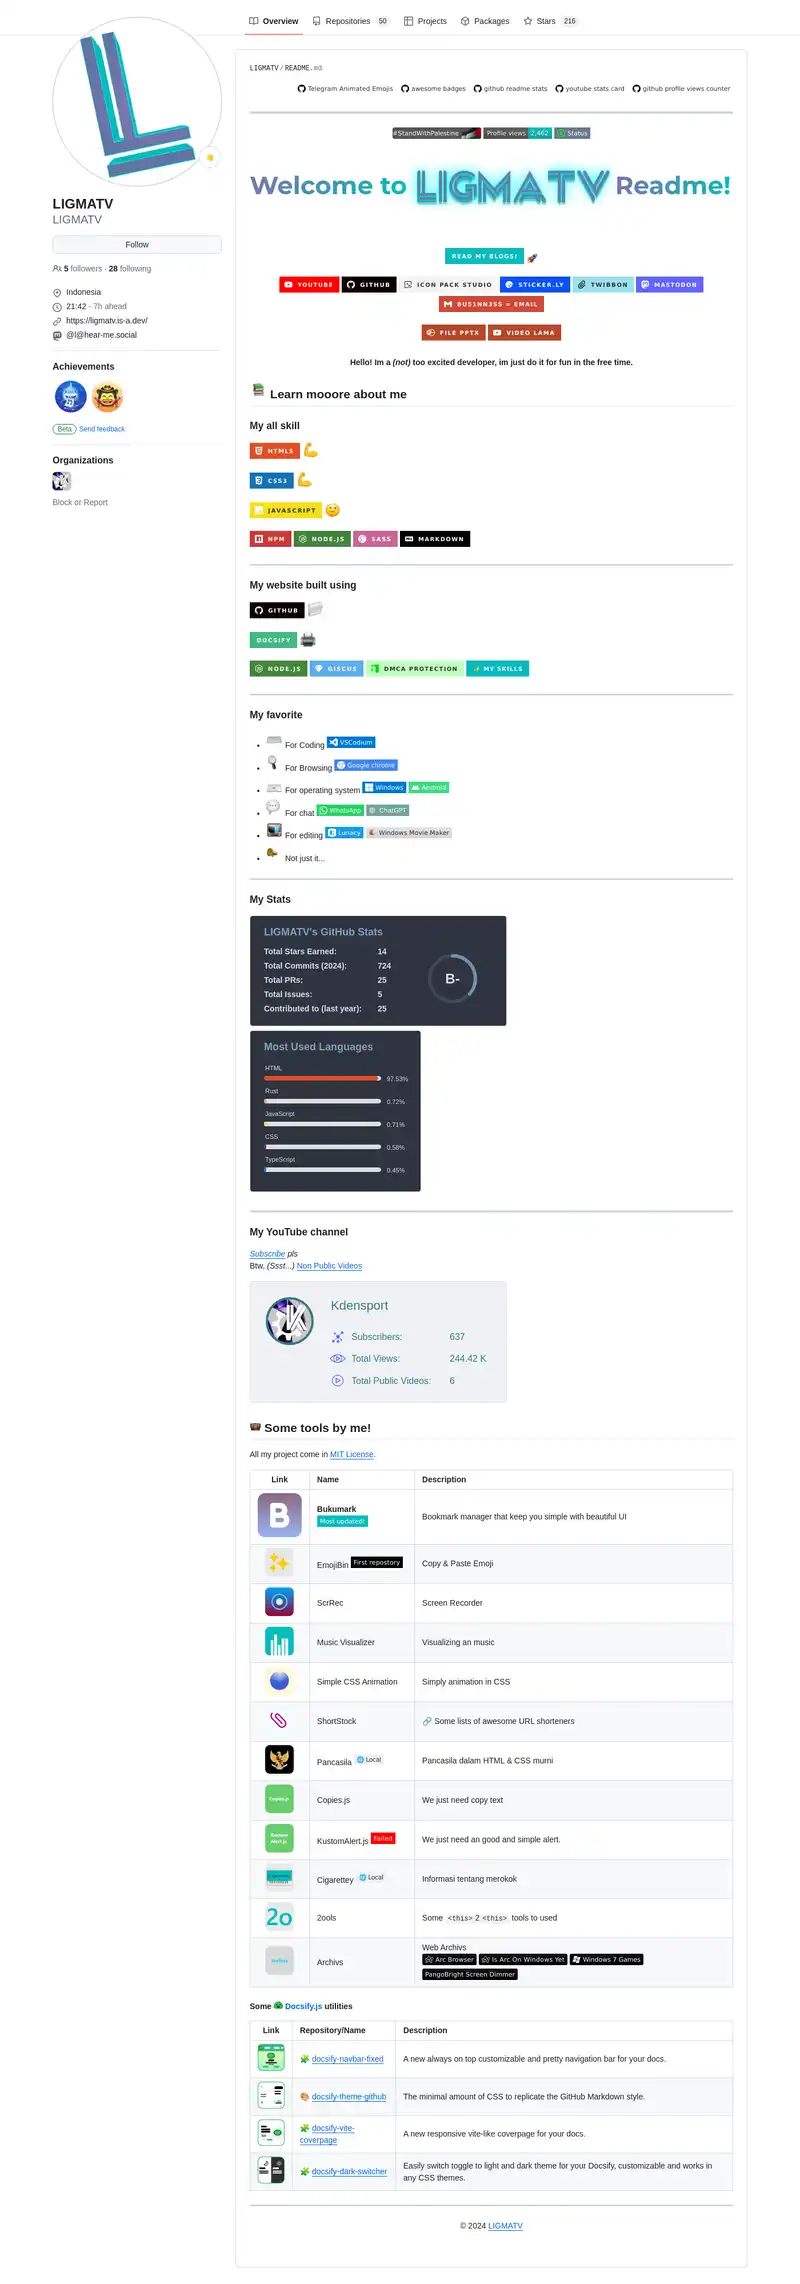 Overview
Repositories 50
Projects
Packages
Stars 216
LIGMATV
LIGMATV
Follow
5 followers · 28 following
Indonesia
21:42 - 7h ahead
https://ligmatv.is-a.dev/
@l@hear-me.social
Achievements
Beta Send feedback
Organizations
Block or Report
LIGMATV/README.md
Telegram Animated Emojis awesome badges github readme stats youtube stats card github profile views counter
#StandWithPalestine Profile views 2,462 Status
Welcome to LIGMATV Readme!
READ MY BLOGS! 🚀
YOUTUBE GITHUB ICON PACK STUDIO STICKER.LY TWIBBON MASTODON
BU51NN3SS = EMAIL
FILE PPTX VIDEO LAMA
Hello! Im a (not) too excited developer, im just do it for fun in the free time.
📚 Learn mooore about me
My all skill
HTML5 💪
CSS3 💪
JAVASCRIPT
NPM NODE.JS SASS MARKDOWN
My website built using
GITHUB
DOCSIFY
NODE.JS GISCUS DMCA PROTECTION MY SKILLS
My favorite
For Coding VSCodium
For Browsing Google chrome
For operating system Windows Android
For chat WhatsApp ChatGPT
For editing Lunacy Windows Movie Maker
Not just it...
My Stats
LIGMATV's GitHub Stats
Total Stars Earned: 14
Total Commits (2024): 724
Total PRs: 25
Total Issues: 5
Contributed to (last year): 25
B-
Most Used Languages
HTML
97.53%
Rust
0.72%
JavaScript
0.71%
CSS
0.58%
TypeScript
0.45%
My YouTube channel
Subscribe pls
Btw, (Ssst...) Non Public Videos
Kdensport
Subscribers: 637
Total Views: 244.42 K
Total Public Videos: 6
Some tools by me!
All my project come in MIT License.
Link Name Description
B Bukumark Most updated! Bookmark manager that keep you simple with beautiful UI
EmojiBin First repostory Copy & Paste Emoji
ScrRec Screen Recorder
Music Visualizer Visualizing an music
Simple CSS Animation Simply animation in CSS
ShortStock 🔗 Some lists of awesome URL shorteners
Pancasila 🌐 Local Pancasila dalam HTML & CSS murni
Copies.js Copies.js We just need copy text
Kustom Alert.js KustomAlert.js Failed We just need an good and simple alert.
Cigarettey 🌐 Local Informasi tentang merokok
2o 2ools Some <this> 2 <this> tools to used
Archivs Web Archivs
Arc Browser Is Arc On Windows Yet Windows 7 Games
PangoBright Screen Dimmer
Some Docsify.js utilities
Link Repository/Name Description
🧩 docsify-navbar-fixed A new always on top customizable and pretty navigation bar for your docs.
🎨 docsify-theme-github The minimal amount of CSS to replicate the GitHub Markdown style.
🧩 docsify-vite-coverpage A new responsive vite-like coverpage for your docs.
🧩 docsify-dark-switcher Easily switch toggle to light and dark theme for your Docsify, customizable and works in any CSS themes.
© 2024 LIGMATV